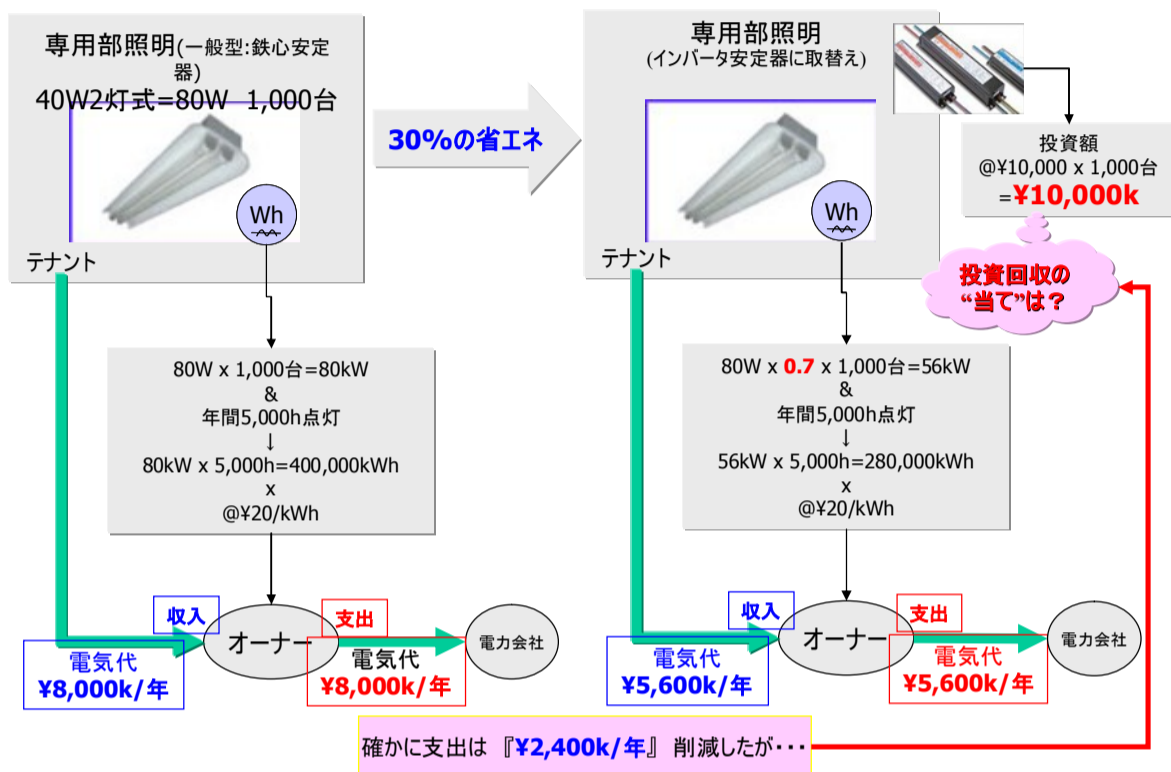 専用部照明(一般型:鉄心安定
器)
40W2灯式=80W 1,000台
Wh
テナント
80W x 1,000台=80kW
&
年間5,000h点灯
↓
80kW x 5,000h=400,000kWh
x
@¥20/kWh
収入
オーナー
支出
電力会社
電気代
¥8,000k/年
電気代
¥8,000k/年
30%の省エネ
専用部照明
(インバータ安定器に取替え)
Wh
テナント
投資額
@¥10,000 x 1,000台
=¥10,000k
投資回収の
“当て”は？
80W x 0.7 x 1,000台=56kW
&
年間5,000h点灯
↓
56kW x 5,000h=280,000kWh
x
@¥20/kWh
収入
オーナー
支出
電力会社
電気代
¥5,600k/年
電気代
¥5,600k/年
確かに支出は『¥2,400k/年』削減したが･･･